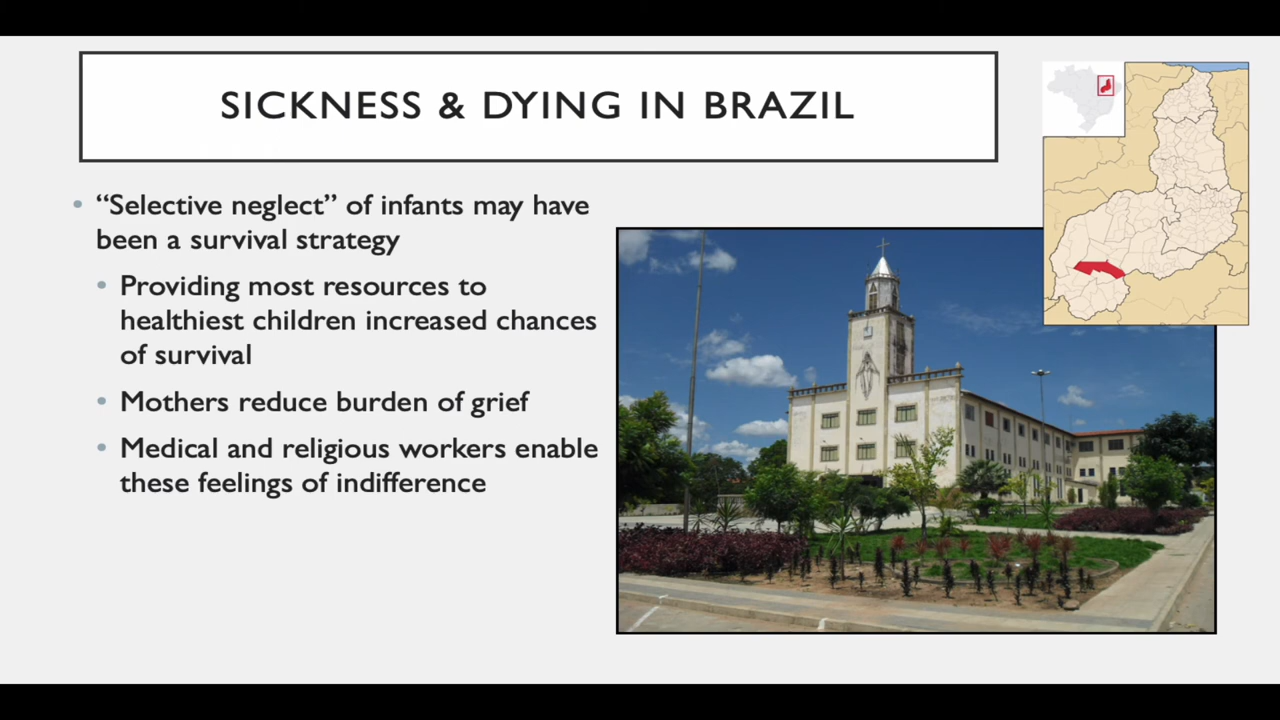 SICKNESS & DYING IN BRAZIL
“Selective neglect” of infants may have
been a survival strategy
Providing most resources to
healthiest children increased chances
of survival
Mothers reduce burden of grief
Medical and religious workers enable
these feelings of indifference